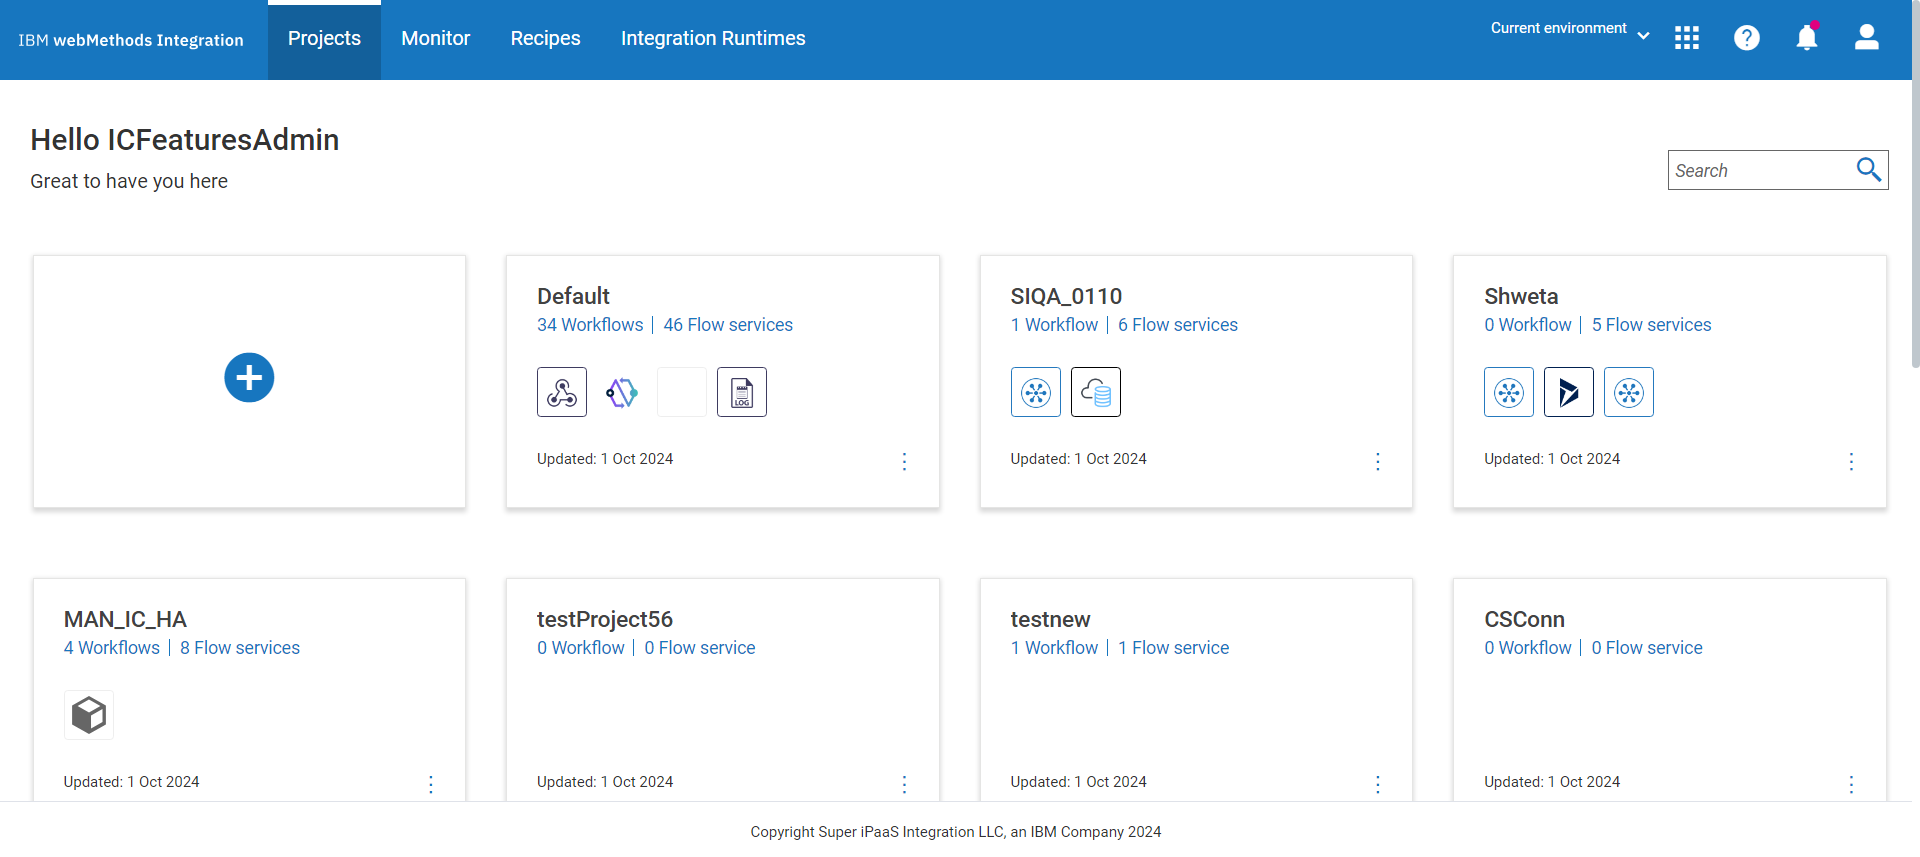 IBM webMethods Integration
Projects
Monitor
Recipes
Integration Runtimes
Current environment
Hello ICFeaturesAdmin
Great to have you here
Search
Default
34 Workflows | 46 Flow services
LOG
Updated: 1 Oct 2024
SIQA_0110
1 Workflow | 6 Flow services
Updated: 1 Oct 2024
Shweta
0 Workflow | 5 Flow services
Updated: 1 Oct 2024
MAN_IC_HA
4 Workflows | 8 Flow services
Updated: 1 Oct 2024
testProject56
0 Workflow | 0 Flow service
Updated: 1 Oct 2024
testnew
1 Workflow | 1 Flow service
Updated: 1 Oct 2024
CSConn
0 Workflow | 0 Flow service
Updated: 1 Oct 2024
Copyright Super iPaaS Integration LLC, an IBM Company 2024